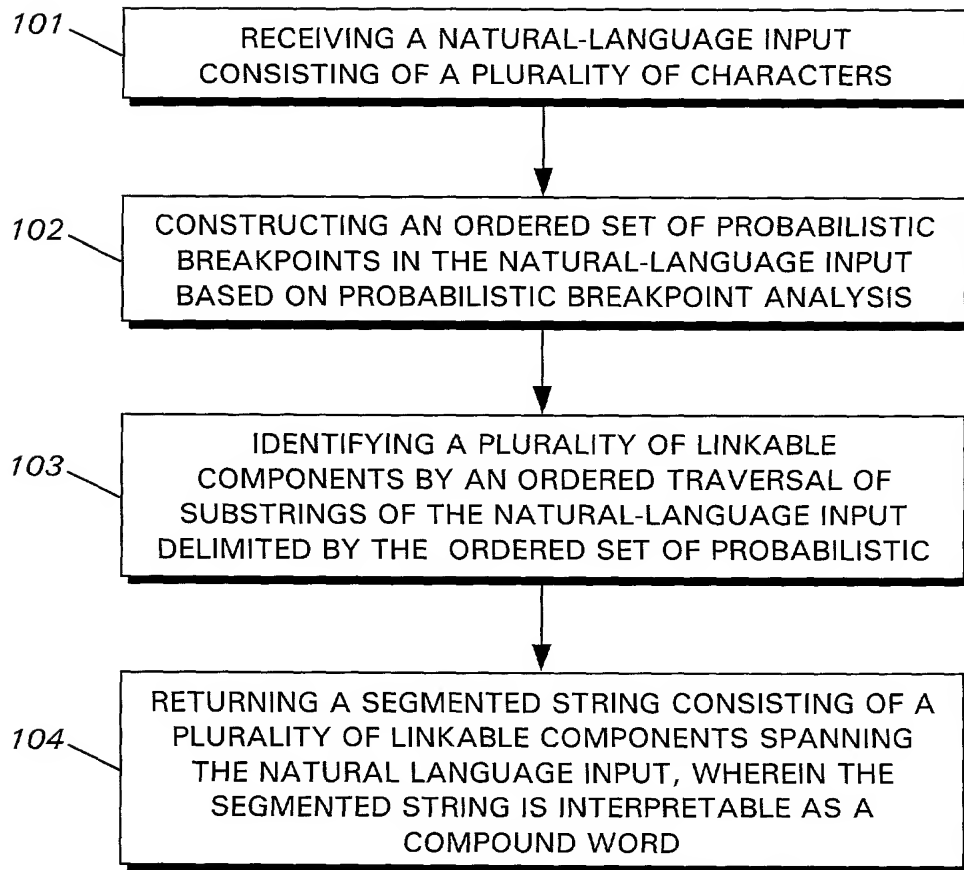 101
RECEIVING A NATURAL-LANGUAGE INPUT
CONSISTING OF A PLURALITY OF CHARACTERS
102
CONSTRUCTING AN ORDERED SET OF PROBABILISTIC
BREAKPOINTS IN THE NATURAL-LANGUAGE INPUT
BASED ON PROBABILISTIC BREAKPOINT ANALYSIS
103
IDENTIFYING A PLURALITY OF LINKABLE
COMPONENTS BY AN ORDERED TRAVERSAL OF
SUBSTRINGS OF THE NATURAL-LANGUAGE INPUT
DELIMITED BY THE ORDERED SET OF PROBABILISTIC
104
RETURNING A SEGMENTED STRING CONSISTING OF A
PLURALITY OF LINKABLE COMPONENTS SPANNING
THE NATURAL LANGUAGE INPUT, WHEREIN THE
SEGMENTED STRING IS INTERPRETABLE AS A
COMPOUND WORD